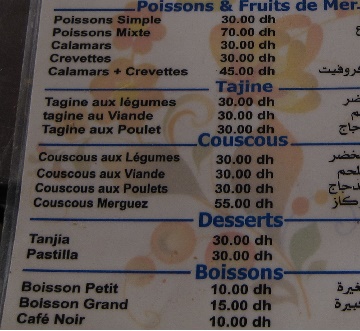 Poissons & Fruits de Mer
Poissons Simple 30.00 dh
Poissons Mixte 70.00 dh
Calamars 30.00 dh
Crevettes 30.00 dh
Calamars + Crevettes 45.00 dh
Tajine
Tagine aux légumes 30.00 dh
tagine au Viande 30.00 dh
Tagine aux Poulet 30.00 dh
Couscous
Couscous aux Légumes 30.00 dh
Couscous aux Viande 30.00 dh
Couscous aux Poulets 30.00 dh
Couscous Merguez 55.00 dh
Desserts
Tanjia 30.00 dh
Pastilla 30.00 dh
Boissons
Boisson Petit 10.00 dh
Boisson Grand 15.00 dh
Café Noir 10.00 dh